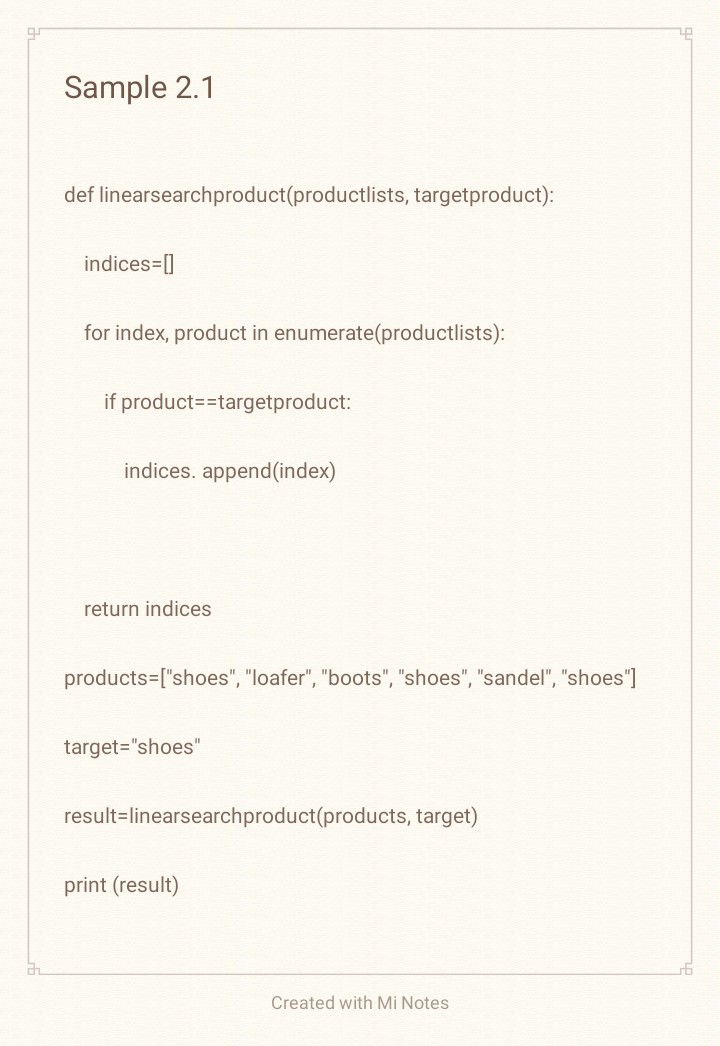 Sample 2.1
def linearsearchproduct(productlists, targetproduct):
indices=[]
for index, product in enumerate(productlists):
if product==targetproduct:
indices. append(index)
return indices
products=["shoes", "loafer", "boots", "shoes", "sandel", "shoes"]
target="shoes"
result=linearsearchproduct(products, target)
print (result)
Created with Mi Notes